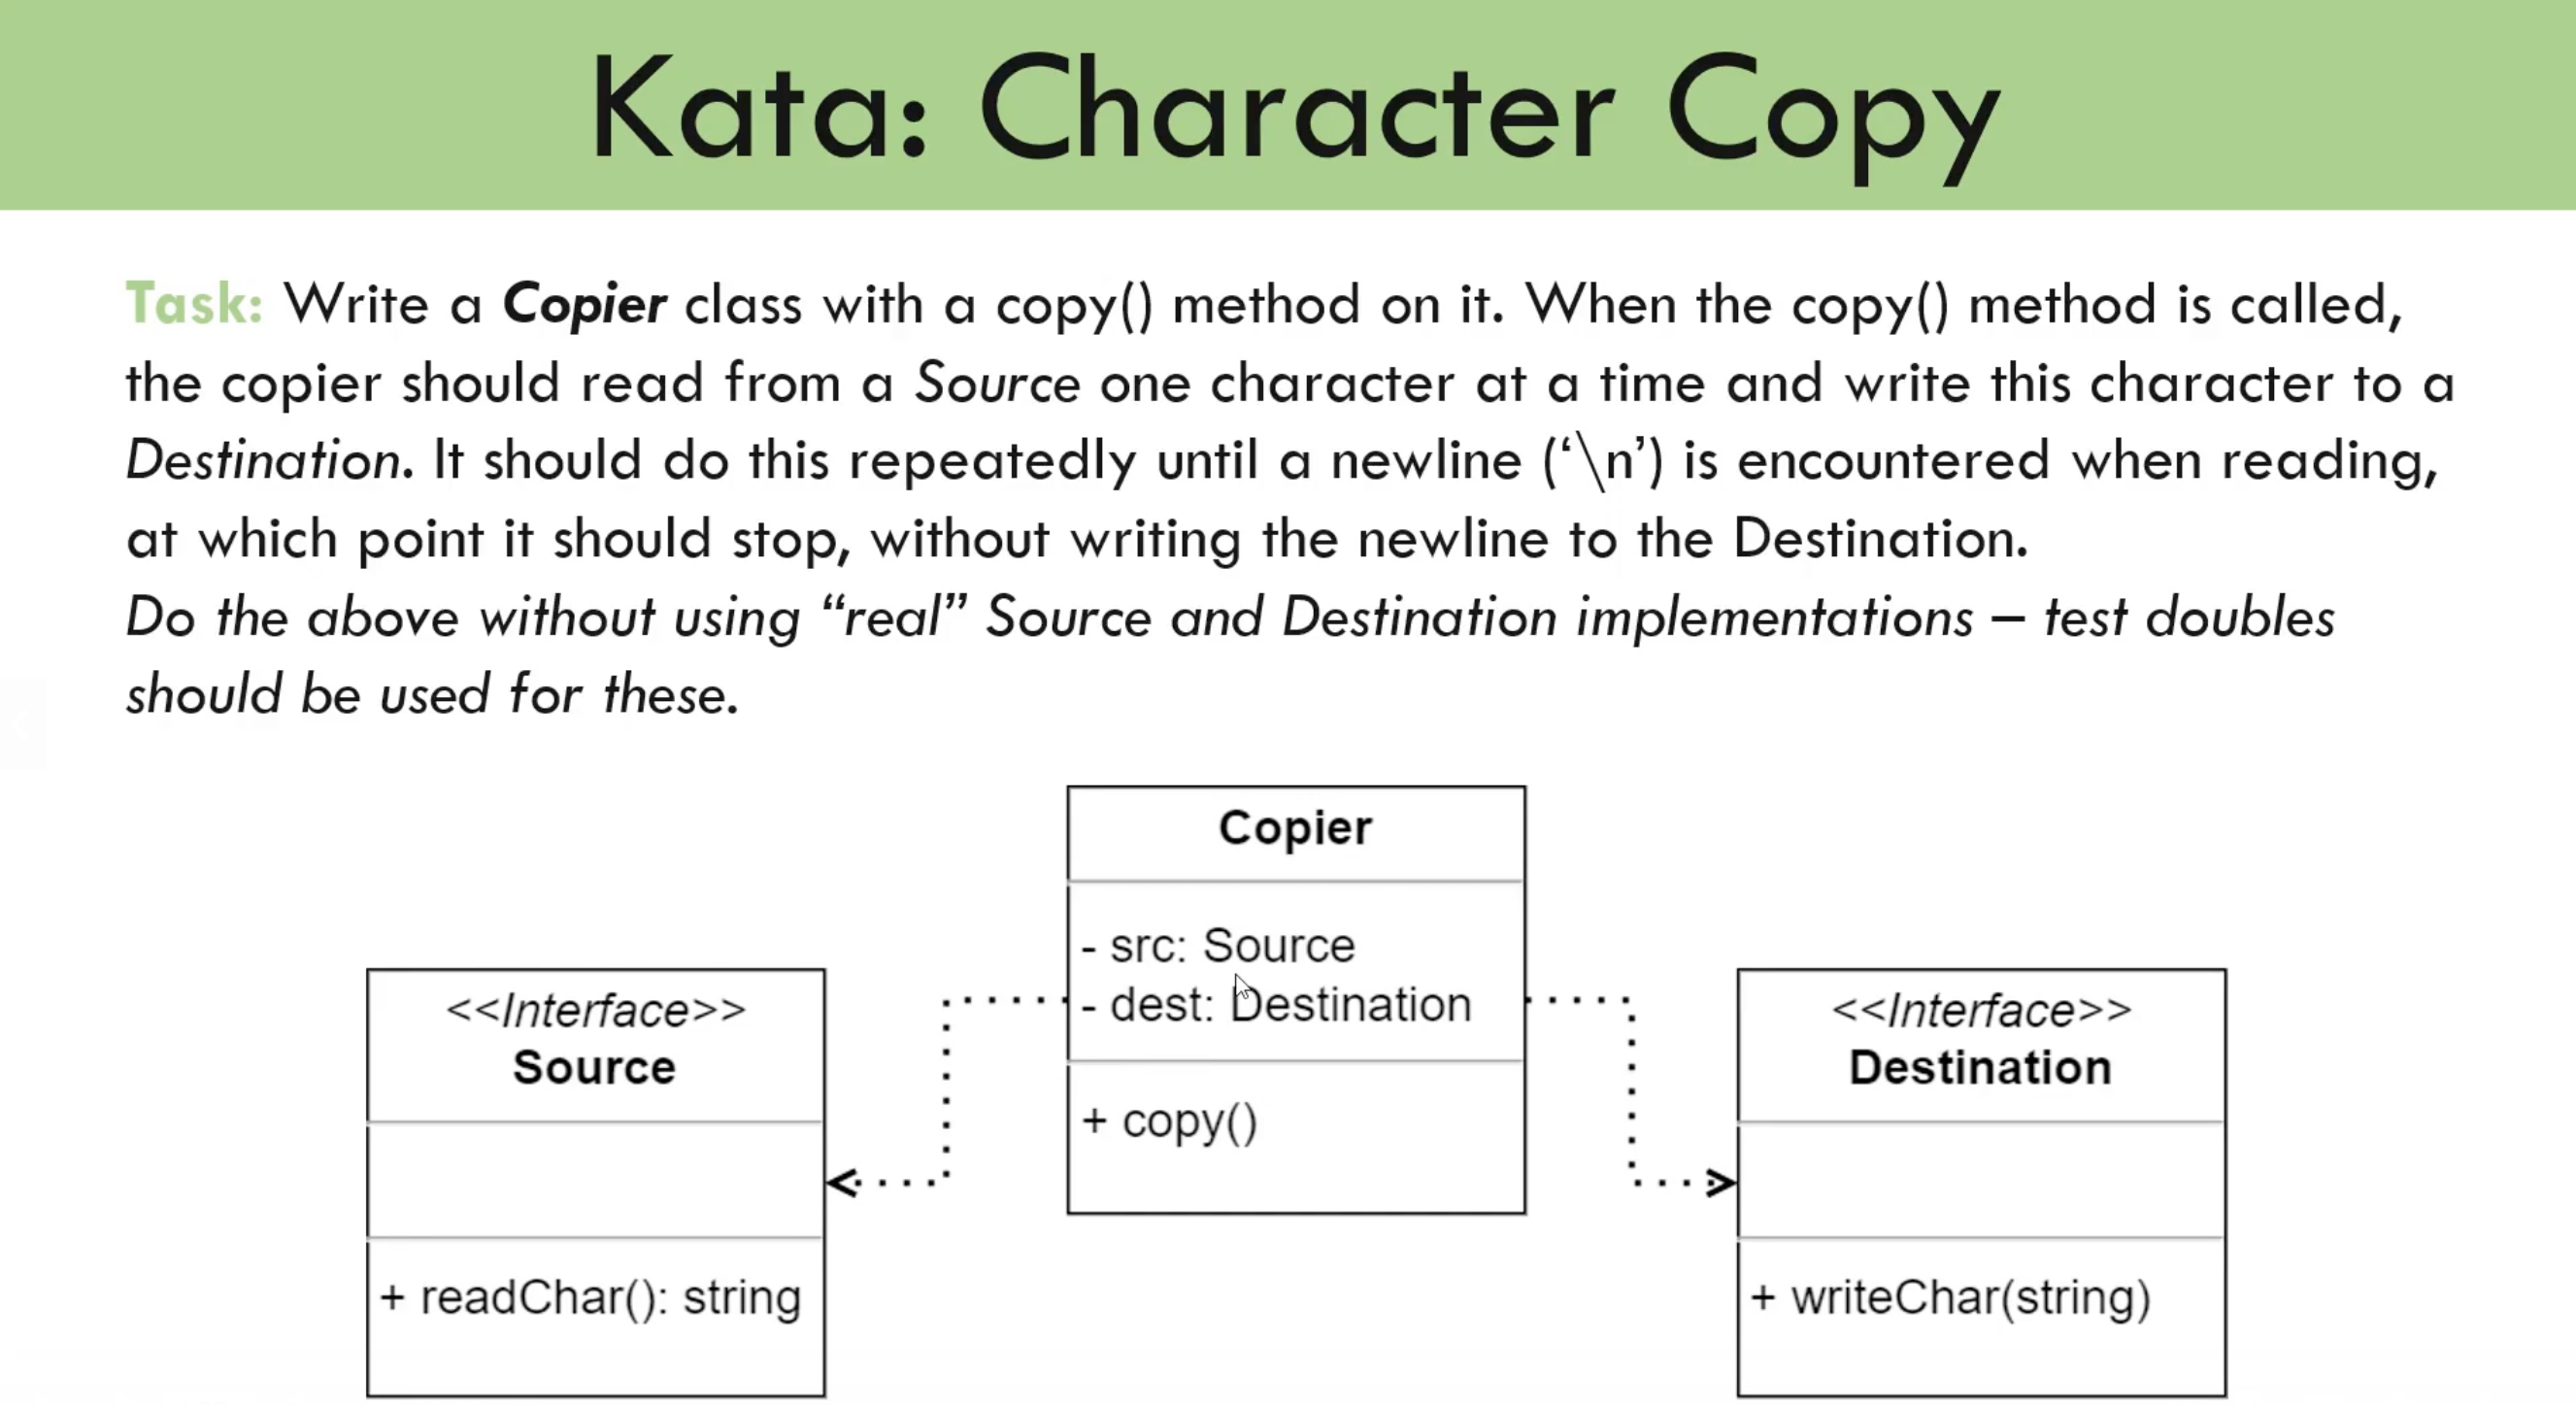 Kata: Character Copy
Task: Write a Copier class with a copy() method on it. When the copy() method is called,
the copier should read from a Source one character at a time and write this character to a
Destination. It should do this repeatedly until a newline (‘\n’) is encountered when reading,
at which point it should stop, without writing the newline to the Destination.
Do the above without using “real” Source and Destination implementations – test doubles
should be used for these.
Copier
- src: Source
- dest: Destination
+ copy()
<<Interface>>
Source
+ readChar(): string
<<Interface>>
Destination
+ writeChar(string)